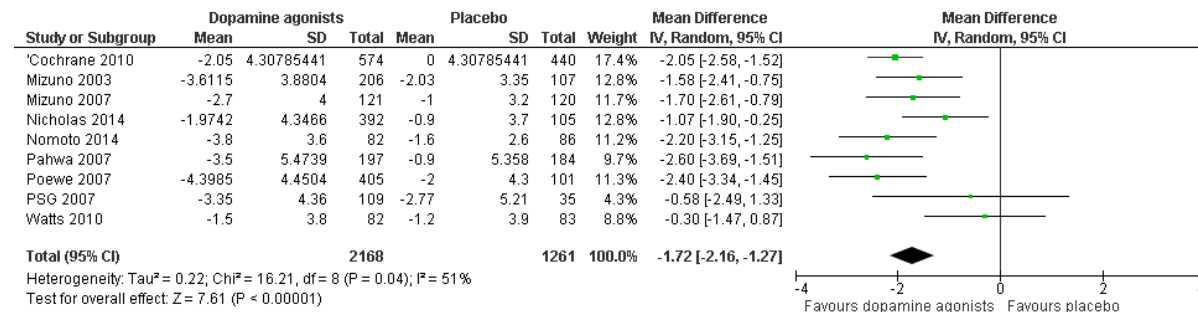 Dopamine agonists Placebo Mean Difference Mean Difference
Study or Subgroup Mean SD Total Mean SD Total Weight IV, Random, 95% CI IV, Random, 95% CI
'Cochrane 2010 -2.05 4.30785441 574 0 4.30785441 440 17.4% -2.05 [-2.58, -1.52]
Mizuno 2003 -3.6115 3.8804 206 -2.03 3.35 107 12.8% -1.58 [-2.41, -0.75]
Mizuno 2007 -2.7 4 121 -1 3.2 120 11.7% -1.70 [-2.61, -0.79]
Nicholas 2014 -1.9742 4.3466 392 -0.9 3.7 105 12.8% -1.07 [-1.90, -0.25]
Nomoto 2014 -3.8 3.6 82 -1.6 2.6 86 11.2% -2.20 [-3.15, -1.25]
Pahwa 2007 -3.5 5.4739 197 -0.9 5.358 184 9.7% -2.60 [-3.69, -1.51]
Poewe 2007 -4.3985 4.4504 405 -2 4.3 101 11.3% -2.40 [-3.34, -1.45]
PSG 2007 -3.35 4.36 109 -2.77 5.21 35 4.3% -0.58 [-2.49, 1.33]
Watts 2010 -1.5 3.8 82 -1.2 3.9 83 8.8% -0.30 [-1.47, 0.87]
Total (95% CI) 2168 1261 100.0% -1.72 [-2.16, -1.27]
Heterogeneity: Tau² = 0.22; Chi² = 16.21, df = 8 (P = 0.04); I² = 51%
Test for overall effect: Z = 7.61 (P < 0.00001)
-4 -2 0 2
Favours dopamine agonists Favours placebo